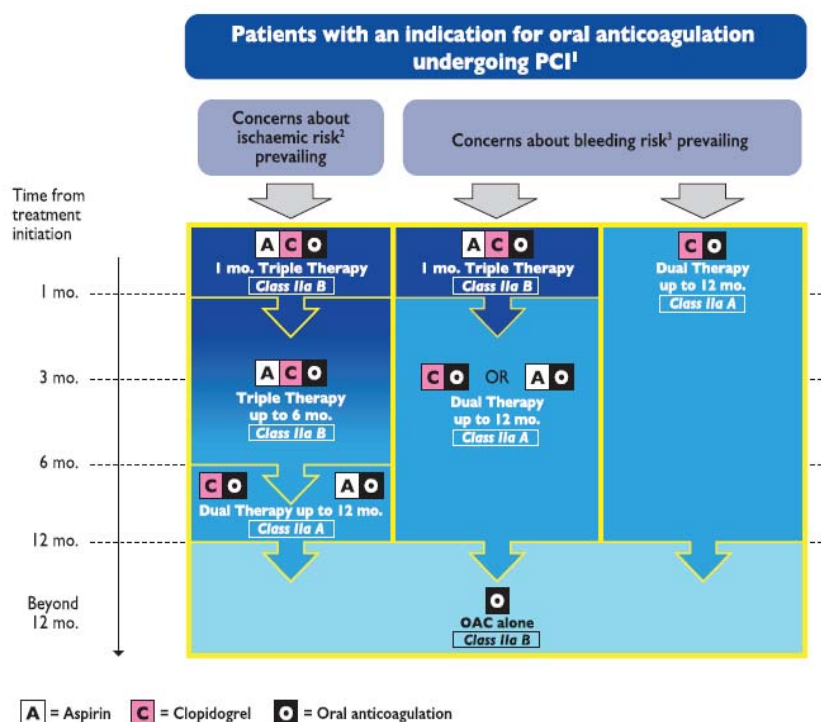 Patients with an indication for oral anticoagulation
undergoing PCI¹
Concerns about
ischaemic risk²
prevailing
Concerns about bleeding risk³ prevailing
Time from
treatment
initiation
A C O
1 mo. Triple Therapy
Class IIa B
A C O
1 mo. Triple Therapy
Class IIa B
C O
Dual Therapy
up to 12 mo.
Class IIa A
1 mo.
3 mo.
A C O
Triple Therapy
up to 6 mo.
Class IIa B
C O OR A O
Dual Therapy
up to 12 mo.
Class IIa A
6 mo.
C O A O
Dual Therapy up to 12 mo.
Class IIa A
12 mo.
Beyond
12 mo.
O
OAC alone
Class IIa B
A = Aspirin C = Clopidogrel O = Oral anticoagulation